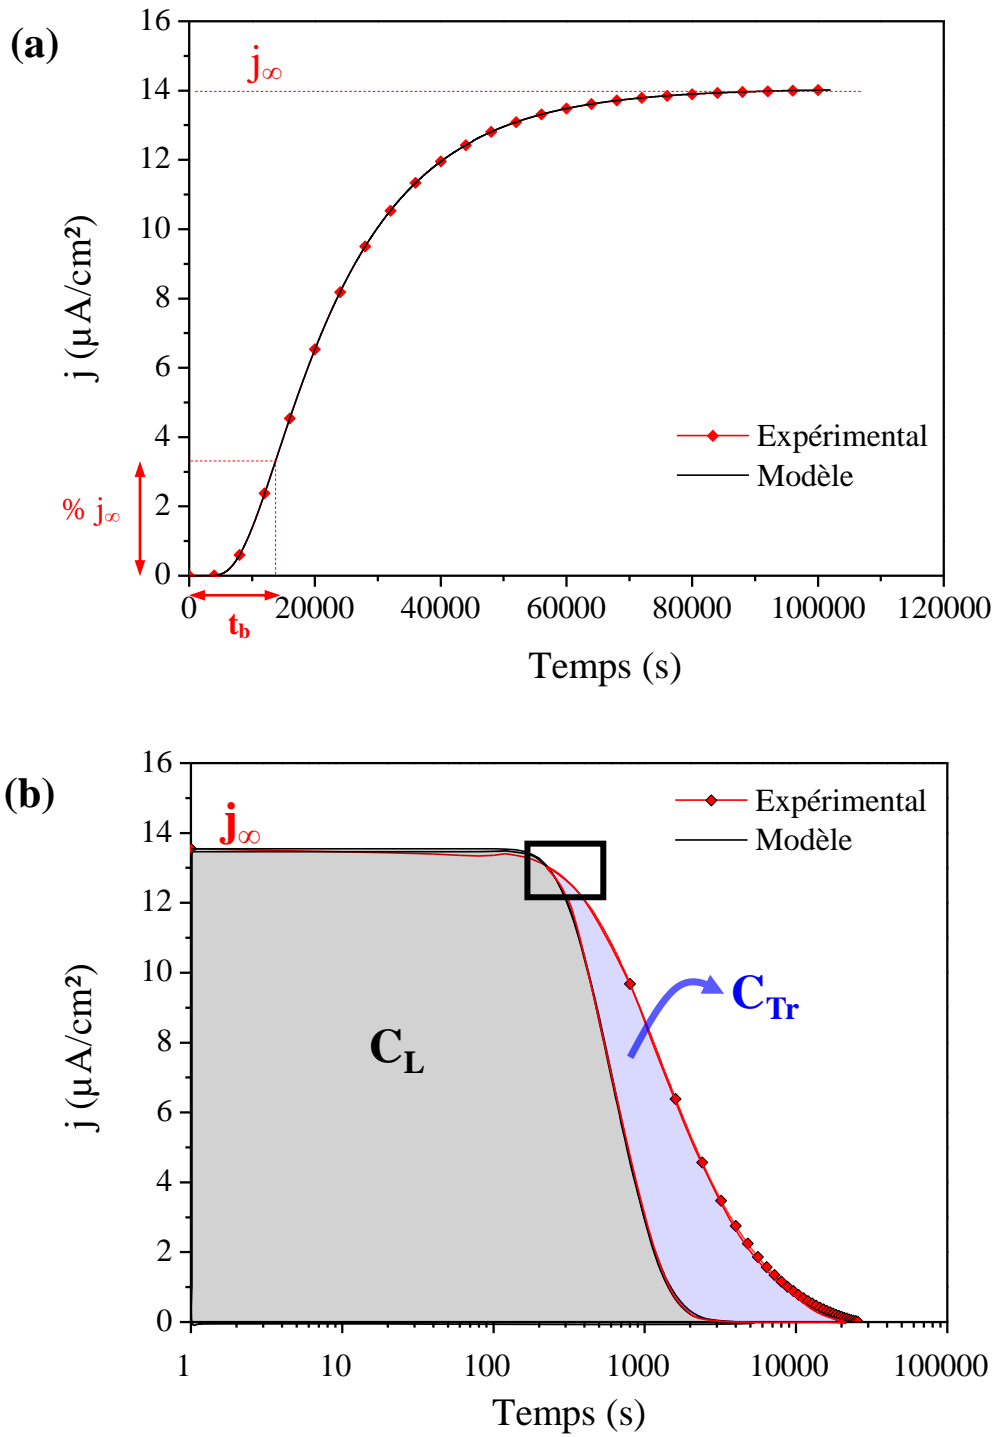 (a)
16
14
12
10
8
6
4
2
0
j (µA/cm²)
j∞
% j∞
tb
Expérimental
Modèle
0 20000 40000 60000 80000 100000 120000
Temps (s)
(b)
16
14
12
10
8
6
4
2
0
j (µA/cm²)
j∞
Expérimental
Modèle
CL
CTr
1 10 100 1000 10000 100000
Temps (s)